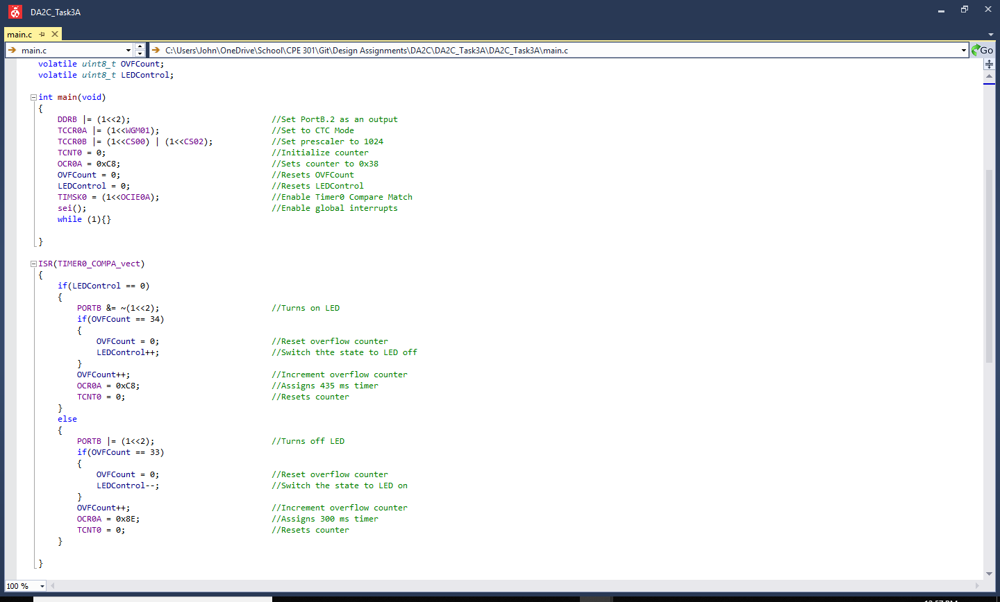 DA2C_Task3A
main.c
main.c C:\Users\John\OneDrive\School\CPE 301\Git\Design Assignments\DA2C\DA2C_Task3A\DA2C_Task3A\main.c Go
volatile uint8_t OVFCount;
volatile uint8_t LEDControl;
int main(void)
{
DDRB |= (1<<2); //Set PortB.2 as an output
TCCR0A |= (1<<WGM01); //Set to CTC Mode
TCCR0B |= (1<<CS00) | (1<<CS02); //Set prescaler to 1024
TCNT0 = 0; //Initialize counter
OCR0A = 0xC8; //Sets counter to 0x38
OVFCount = 0; //Resets OVFCount
LEDControl = 0; //Resets LEDControl
TIMSK0 = (1<<OCIE0A); //Enable Timer0 Compare Match
sei(); //Enable global interrupts
while (1){}
}
ISR(TIMER0_COMPA_vect)
{
if(LEDControl == 0)
{
PORTB &= ~(1<<2); //Turns on LED
if(OVFCount == 34)
{
OVFCount = 0; //Reset overflow counter
LEDControl++; //Switch thte state to LED off
}
OVFCount++; //Increment overflow counter
OCR0A = 0xC8; //Assigns 435 ms timer
TCNT0 = 0; //Resets counter
}
else
{
PORTB |= (1<<2); //Turns off LED
if(OVFCount == 33)
{
OVFCount = 0; //Reset overflow counter
LEDControl--; //Switch the state to LED on
}
OVFCount++; //Increment overflow counter
OCR0A = 0x8E; //Assigns 300 ms timer
TCNT0 = 0; //Resets counter
}
}
100 %